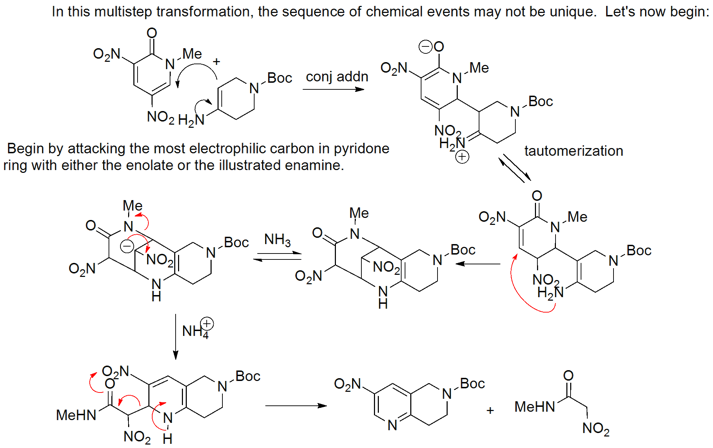 In this multistep transformation, the sequence of chemical events may not be unique. Let's now begin:
O
O2N
N
Me
+
NO2
H2N
N
Boc
conj addn
⊖O
O2N
N
Me
NO2
H2N
⊕
N
Boc
Begin by attacking the most electrophilic carbon in pyridone
ring with either the enolate or the illustrated enamine.
tautomerization
Me
O
N
⊖
NO2
O2N
N
H
N
Boc
NH3
Me
O
N
NO2
O2N
N
H
N
Boc
O
O2N
N
Me
NO2
H2N
N
Boc
NH4
⊕
O2N
O
MeHN
NO2
N
H
N
Boc
O2N
N
N
Boc
+
O
MeHN
NO2